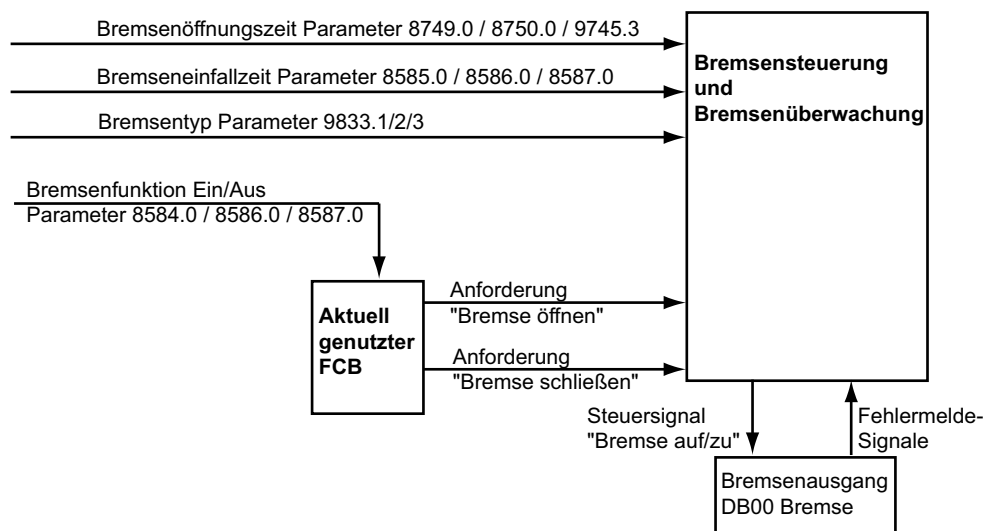 Bremsenöffnungszeit Parameter 8749.0 / 8750.0 / 9745.3
Bremseneinfallzeit Parameter 8585.0 / 8586.0 / 8587.0
Bremsentyp Parameter 9833.1/2/3
Bremsensteuerung
und
Bremsenüberwachung
Bremsenfunktion Ein/Aus
Parameter 8584.0 / 8586.0 / 8587.0
Aktuell
genutzter
FCB
Anforderung
"Bremse öffnen"
Anforderung
"Bremse schließen"
Steuersignal
"Bremse auf/zu"
Fehlermelde-
Signale
Bremsenausgang
DB00 Bremse